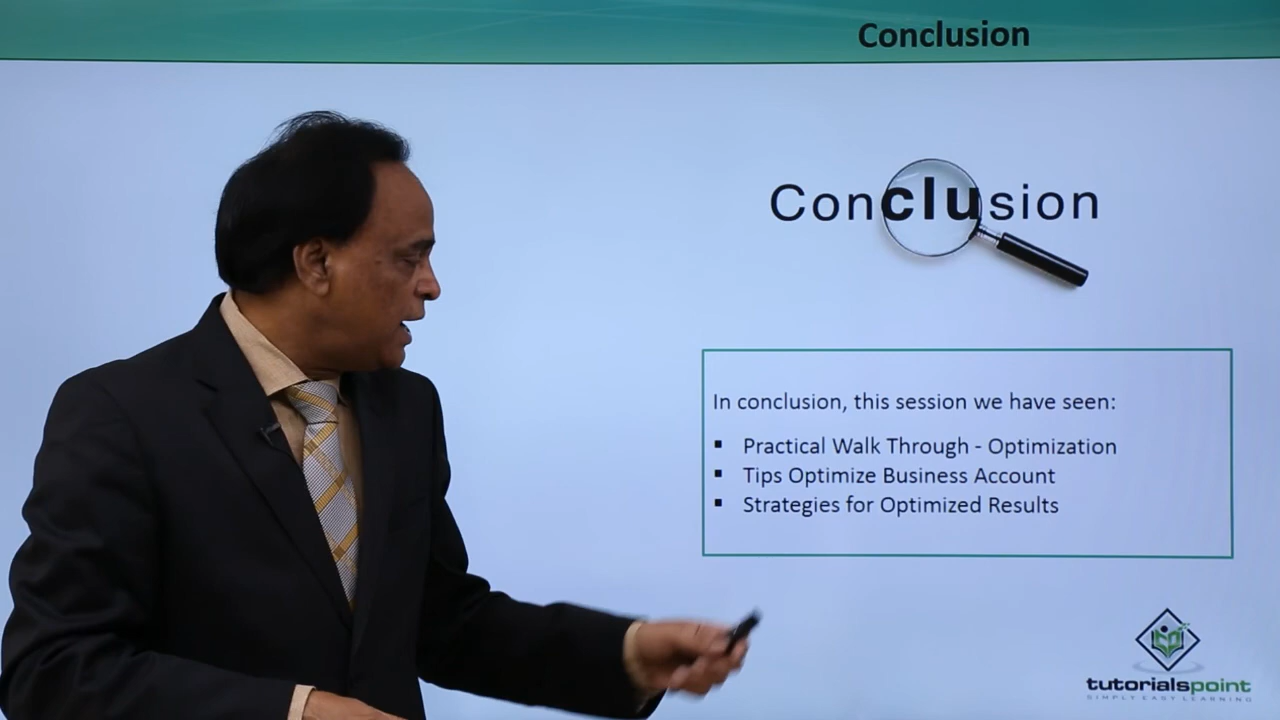 Conclusion
Conclusion
In conclusion, this session we have seen:
▪ Practical Walk Through - Optimization
▪ Tips Optimize Business Account
▪ Strategies for Optimized Results
tutorialspoint
SIMPLY EASY LEARNING